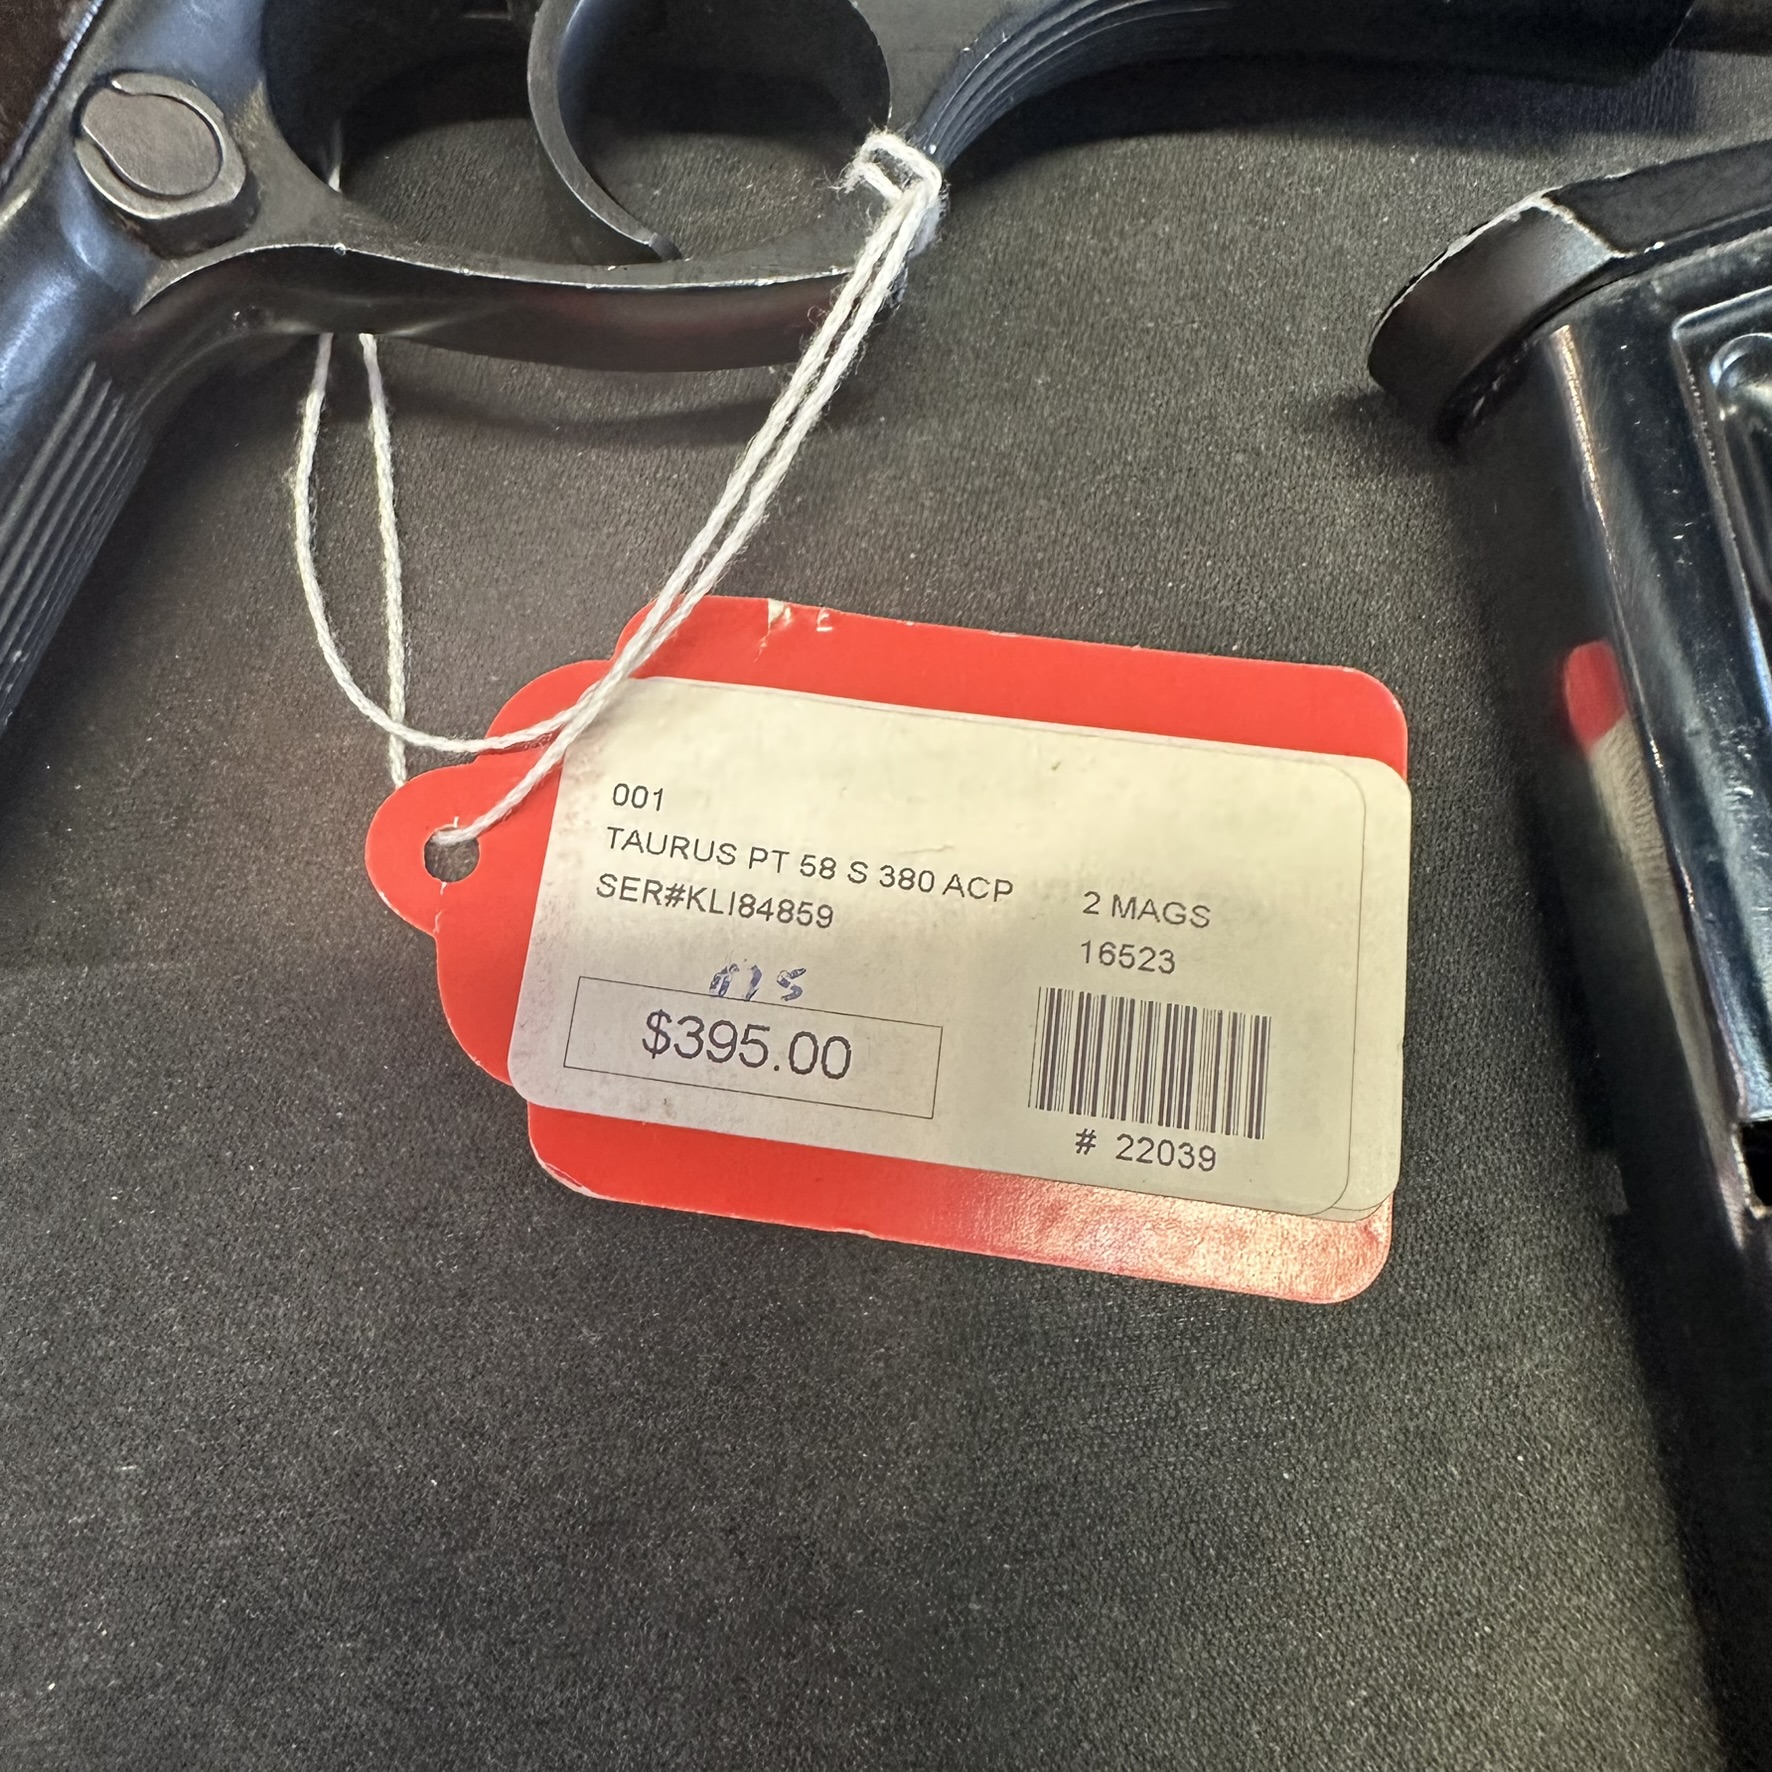 001
TAURUS PT 58 S 380 ACP
SER#KLI84859
2 MAGS
16523
$395.00
# 22039